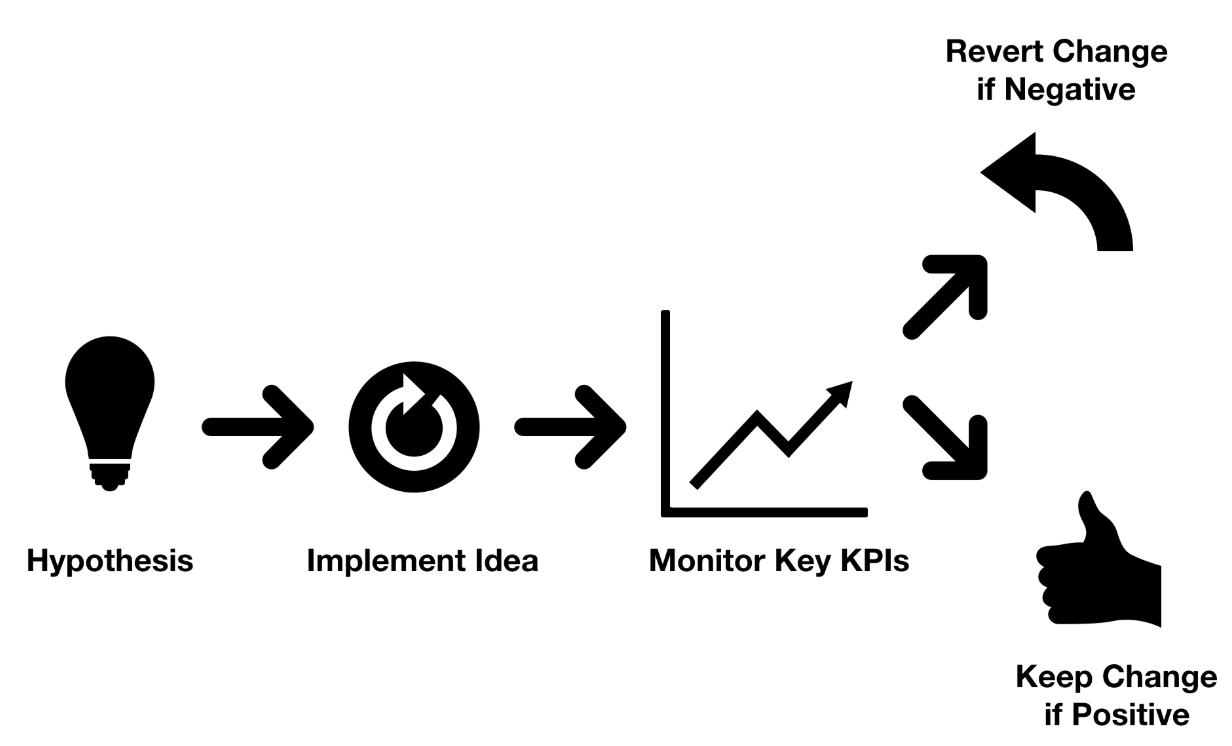 Revert Change
if Negative
Hypothesis
Implement Idea
Monitor Key KPIs
Keep Change
if Positive